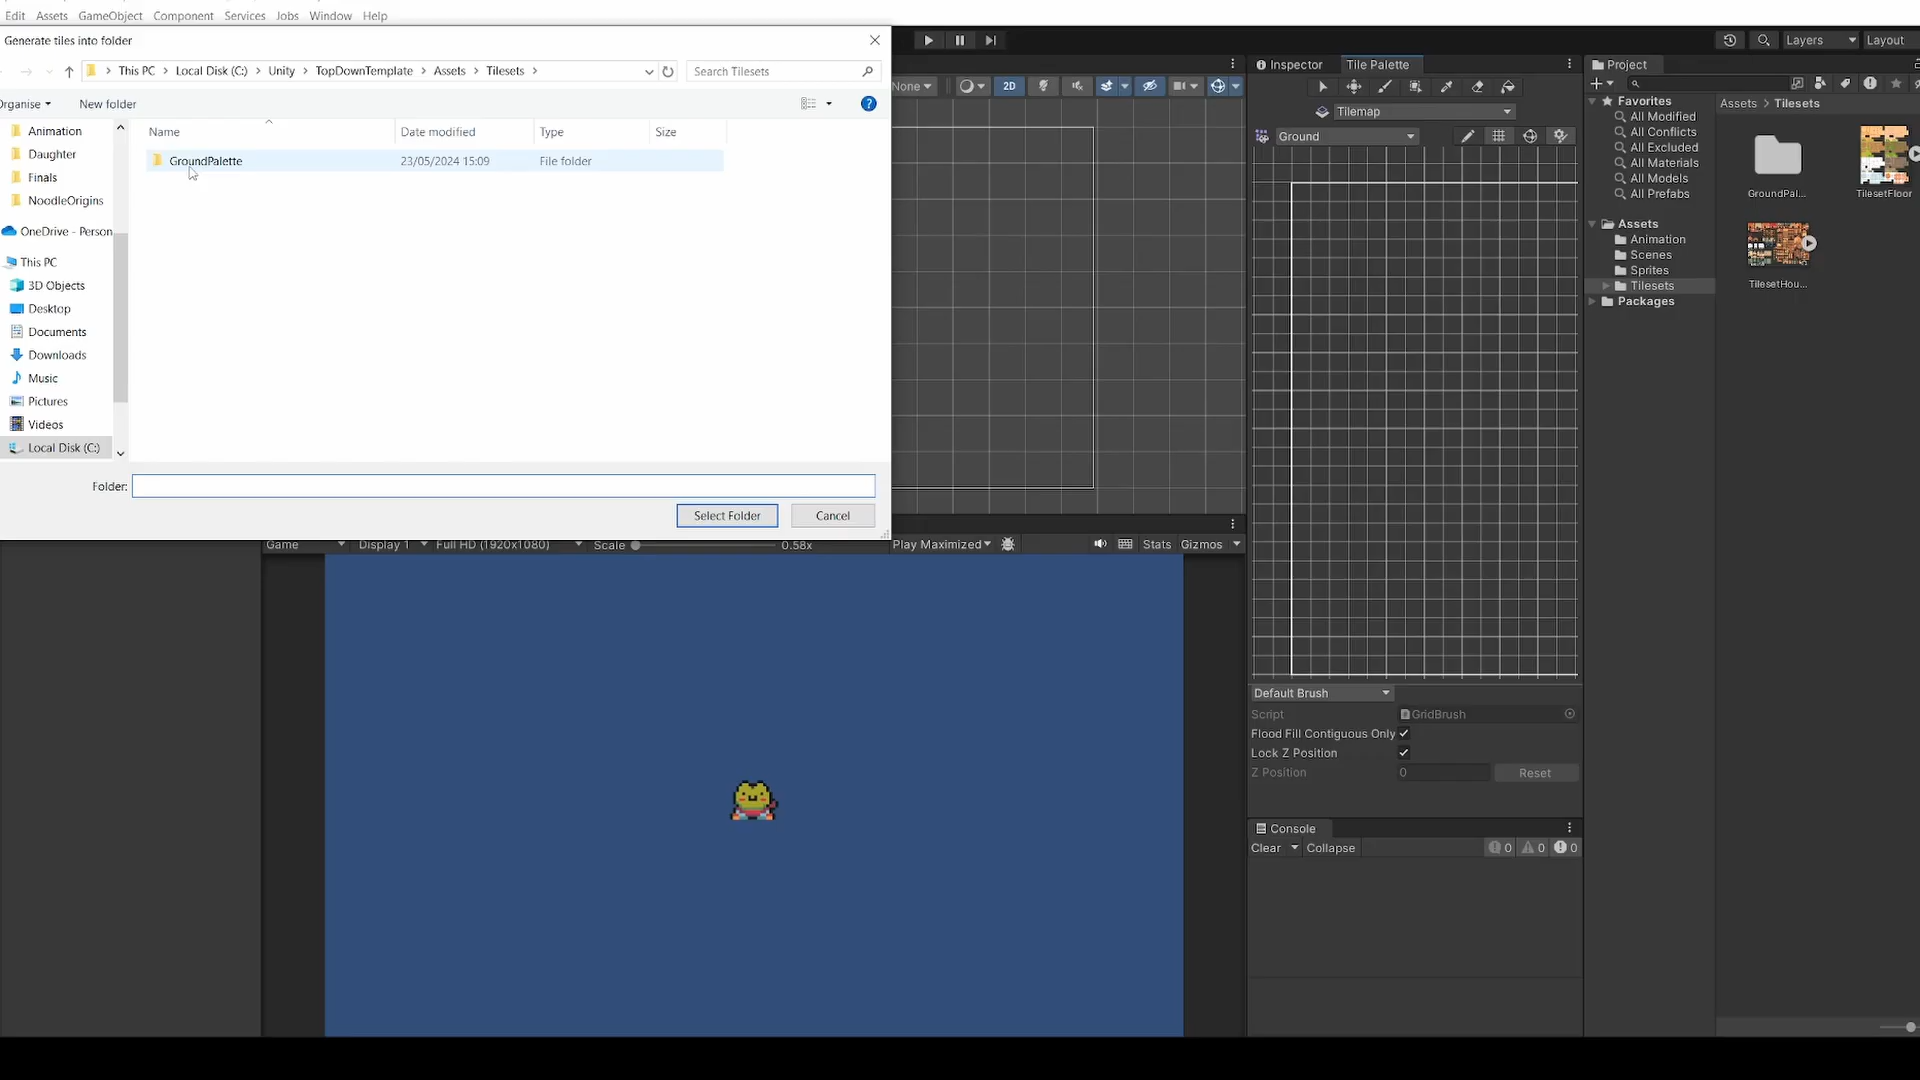 Edit Assets GameObject Component Services Jobs Window Help
Generate tiles into folder
This PC > Local Disk (C:) > Unity > TopDownTemplate > Assets > Tilesets >
Search Tilesets
Organise
New folder
Name
Date modified
Type
Size
GroundPalette
23/05/2024 15:09
File folder
Animation
Daughter
Finals
NoodleOrigins
OneDrive - Person
This PC
3D Objects
Desktop
Documents
Downloads
Music
Pictures
Videos
Local Disk (C:)
Folder:
Select Folder
Cancel
None
2D
Game
Display 1
Full HD (1920x1080)
Scale
0.58x
Play Maximized
Stats
Gizmos
Layers
Layout
Inspector
Tile Palette
Tilemap
Ground
Default Brush
Script
GridBrush
Flood Fill Contiguous Only
Lock Z Position
Z Position
0
Reset
Console
Clear
Collapse
0
0
0
Project
Favorites
All Modified
All Conflicts
All Excluded
All Materials
All Models
All Prefabs
Assets
Animation
Scenes
Sprites
Tilesets
Packages
Assets > Tilesets
GroundPal...
TilesetFloor
TilesetHou...